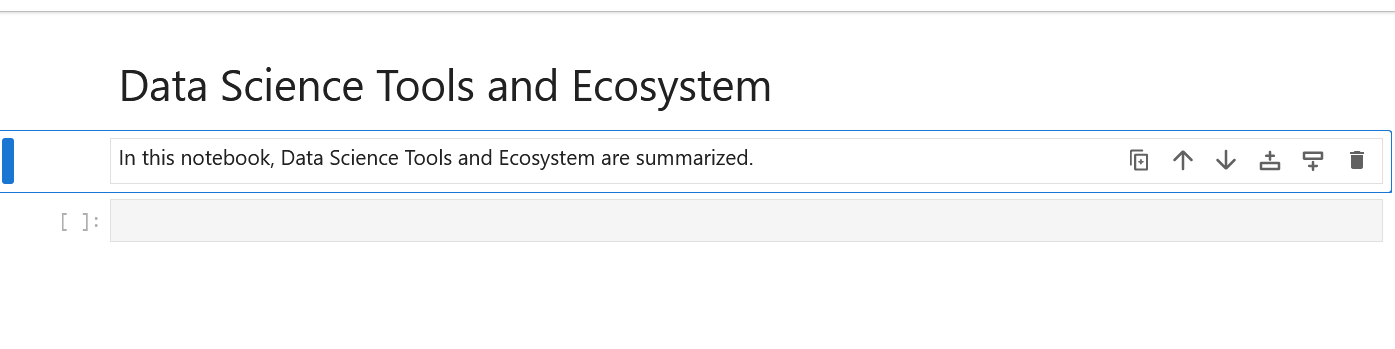 Data Science Tools and Ecosystem
In this notebook, Data Science Tools and Ecosystem are summarized.
[ ]: